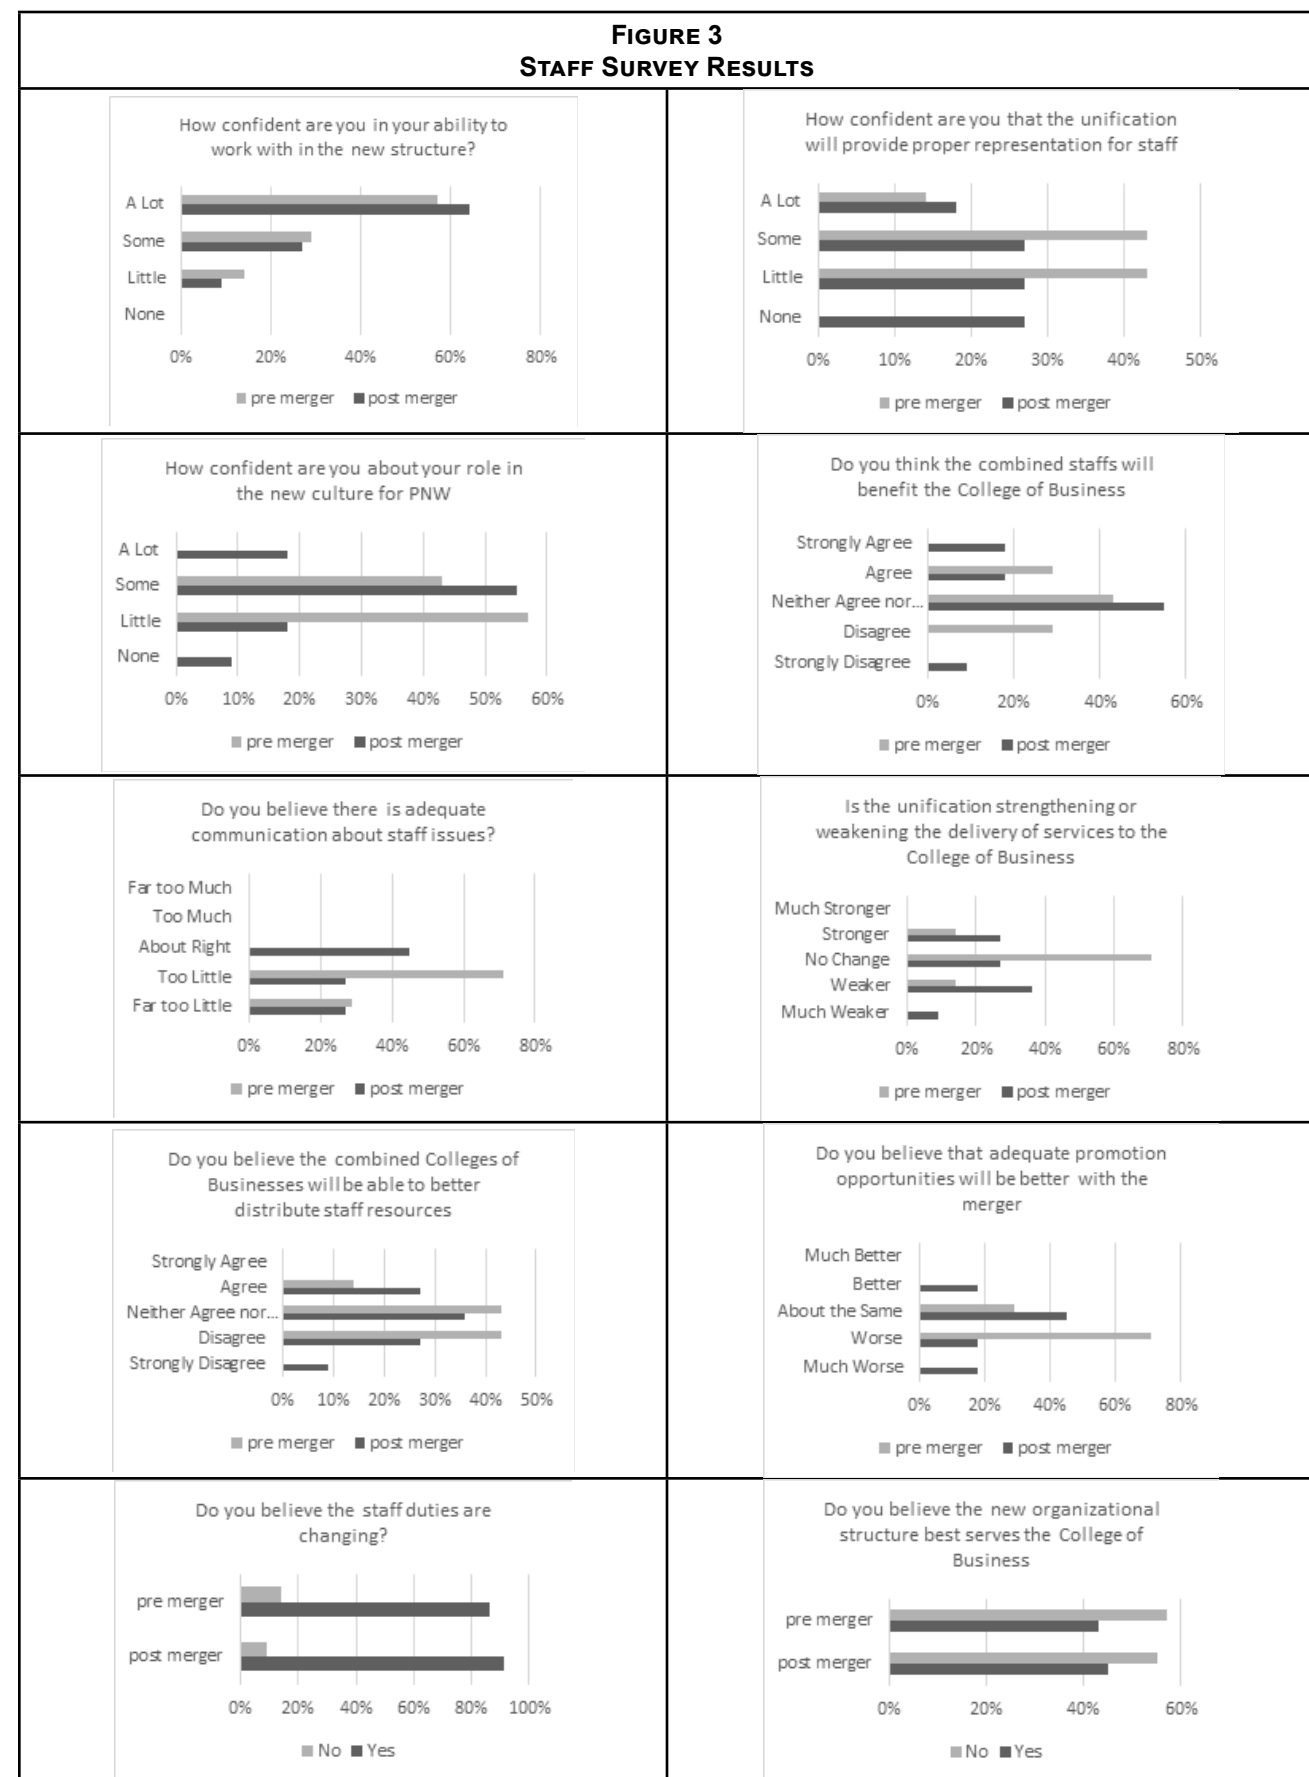 FIGURE 3
STAFF SURVEY RESULTS
How confident are you in your ability to
work with in the new structure?
A Lot
Some
Little
None
0% 20% 40% 60% 80%
pre merger post merger
How confident are you that the unification
will provide proper representation for staff
A Lot
Some
Little
None
0% 10% 20% 30% 40% 50%
pre merger post merger
How confident are you about your role in
the new culture for PNW
A Lot
Some
Little
None
0% 10% 20% 30% 40% 50% 60%
pre merger post merger
Do you think the combined staffs will
benefit the College of Business
Strongly Agree
Agree
Neither Agree nor...
Disagree
Strongly Disagree
0% 20% 40% 60%
pre merger post merger
Do you believe there is adequate
communication about staff issues?
Far too Much
Too Much
About Right
Too Little
Far too Little
0% 20% 40% 60% 80%
pre merger post merger
Is the unification strengthening or
weakening the delivery of services to the
College of Business
Much Stronger
Stronger
No Change
Weaker
Much Weaker
0% 20% 40% 60% 80%
pre merger post merger
Do you believe the combined Colleges of
Businesses will be able to better
distribute staff resources
Strongly Agree
Agree
Neither Agree nor...
Disagree
Strongly Disagree
0% 10% 20% 30% 40% 50%
pre merger post merger
Do you believe that adequate promotion
opportunities will be better with the
merger
Much Better
Better
About the Same
Worse
Much Worse
0% 20% 40% 60% 80%
pre merger post merger
Do you believe the staff duties are
changing?
pre merger
post merger
0% 20% 40% 60% 80% 100%
No Yes
Do you believe the new organizational
structure best serves the College of
Business
pre merger
post merger
0% 20% 40% 60%
No Yes